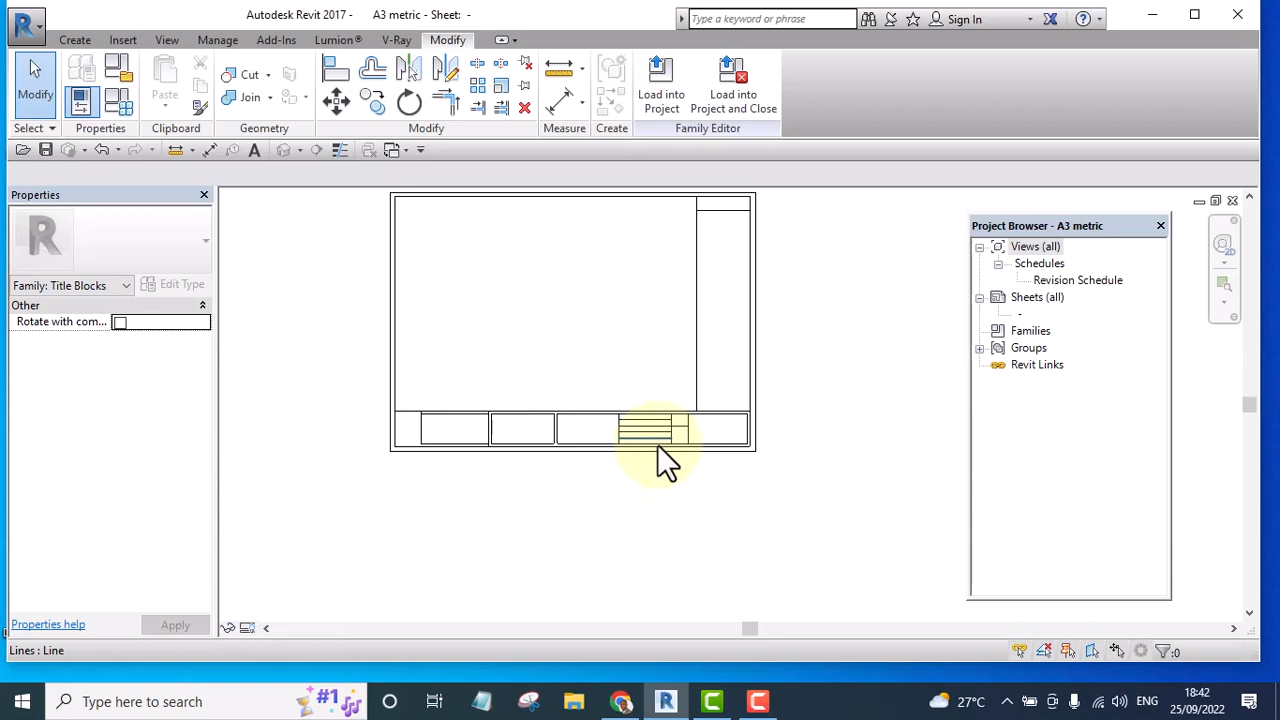 Autodesk Revit 2017 - A3 metric - Sheet: -
Type a keyword or phrase
Sign In
Create Insert View Manage Add-Ins Lumion® V-Ray Modify
Modify
Paste
Cut
Join
Load into Project
Load into Project and Close
Select Properties Clipboard Geometry Modify Measure Create Family Editor
Properties
Family: Title Blocks
Edit Type
Other
Rotate with com...
Properties help
Apply
Project Browser - A3 metric
Views (all)
Schedules
Revision Schedule
Sheets (all)
-
Families
Groups
Revit Links
2D
Lines : Line
:0
Type here to search
#1
27°C
ENG
18:42
25/09/2022